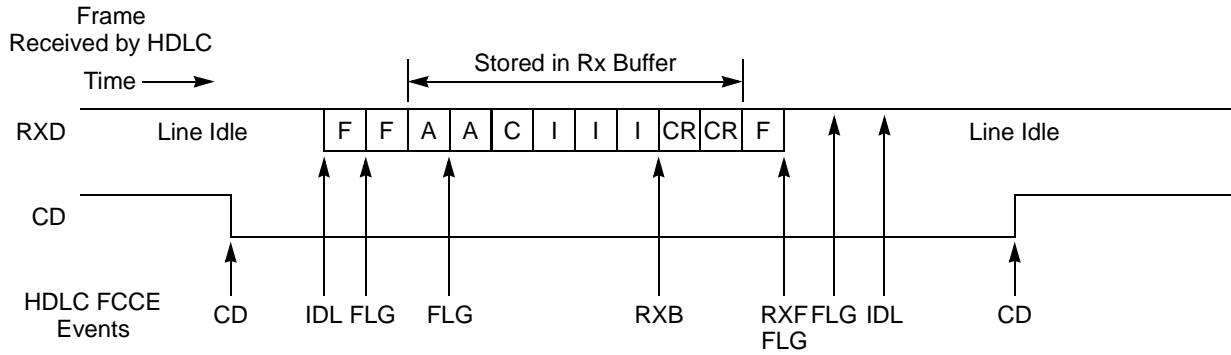 Frame
Received by HDLC
Stored in Rx Buffer
Time
RXD
Line Idle
F F A A C I I I CR CR F
Line Idle
CD
HDLC FCCE
Events
CD IDL FLG FLG RXB RXF FLG IDL CD
FLG